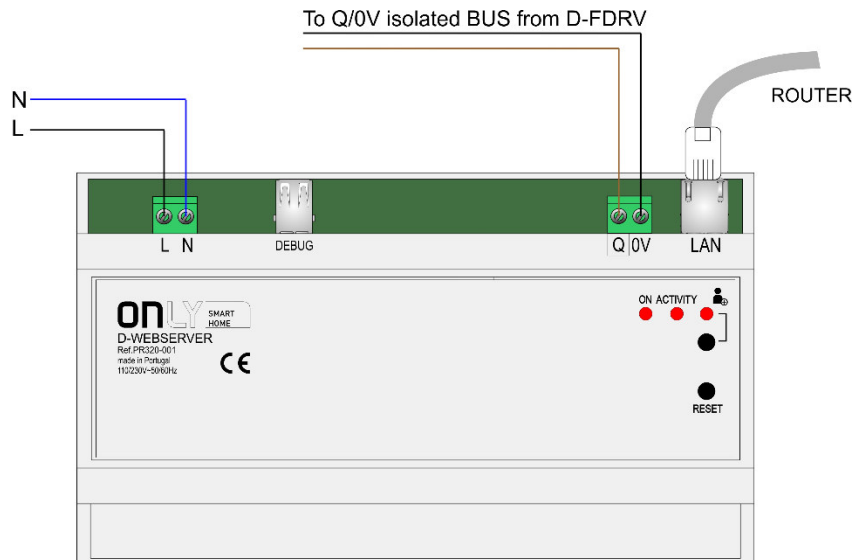 To Q/0V isolated BUS from D-FDRV
N
L
ROUTER
L N
DEBUG
Q 0V
LAN
ONLY SMART HOME
D-WEBSERVER
Ref.PR320-001
made in Portugal
110/230V~50/60Hz
CE
ON ACTIVITY
RESET